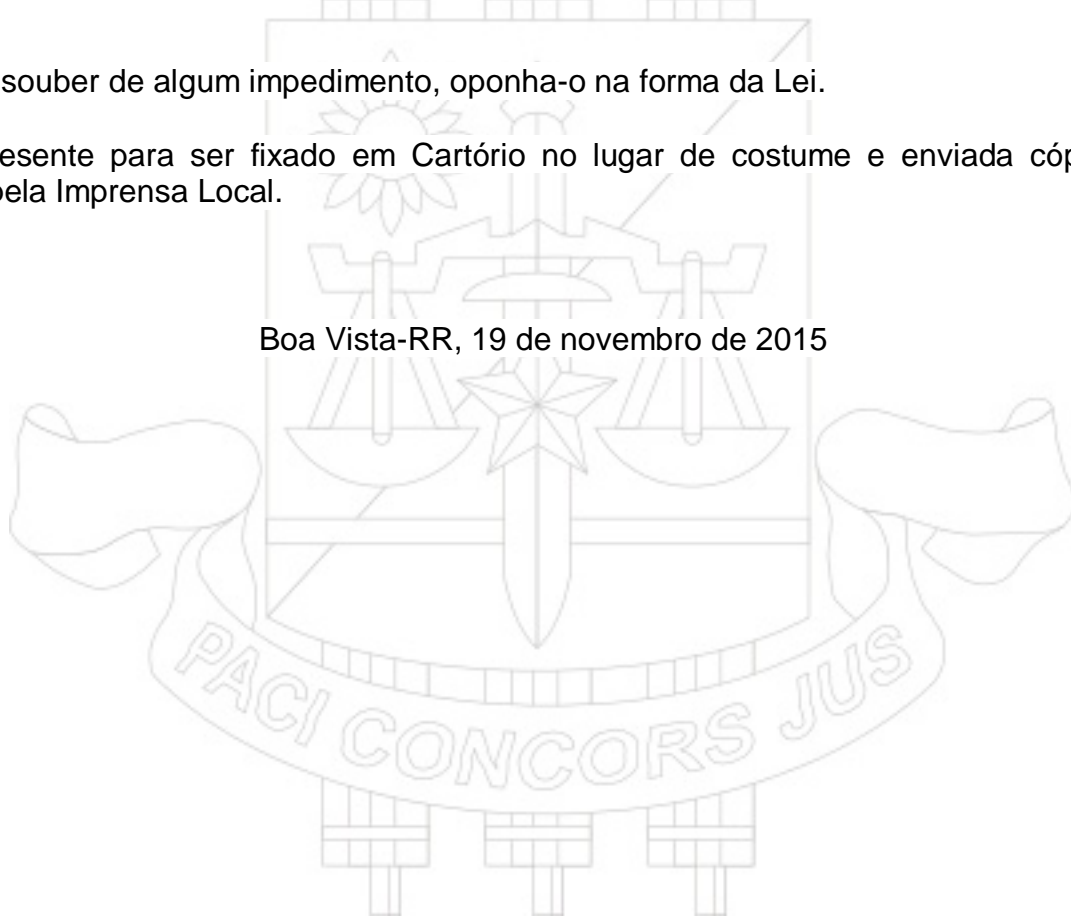 souber de algum impedimento, oponha-o na forma da Lei.
esente para ser fixado em Cartório no lugar de costume e enviada
pela Imprensa Local.
Boa Vista-RR, 19 de novembro de 2015
PACI CONCORS JUS